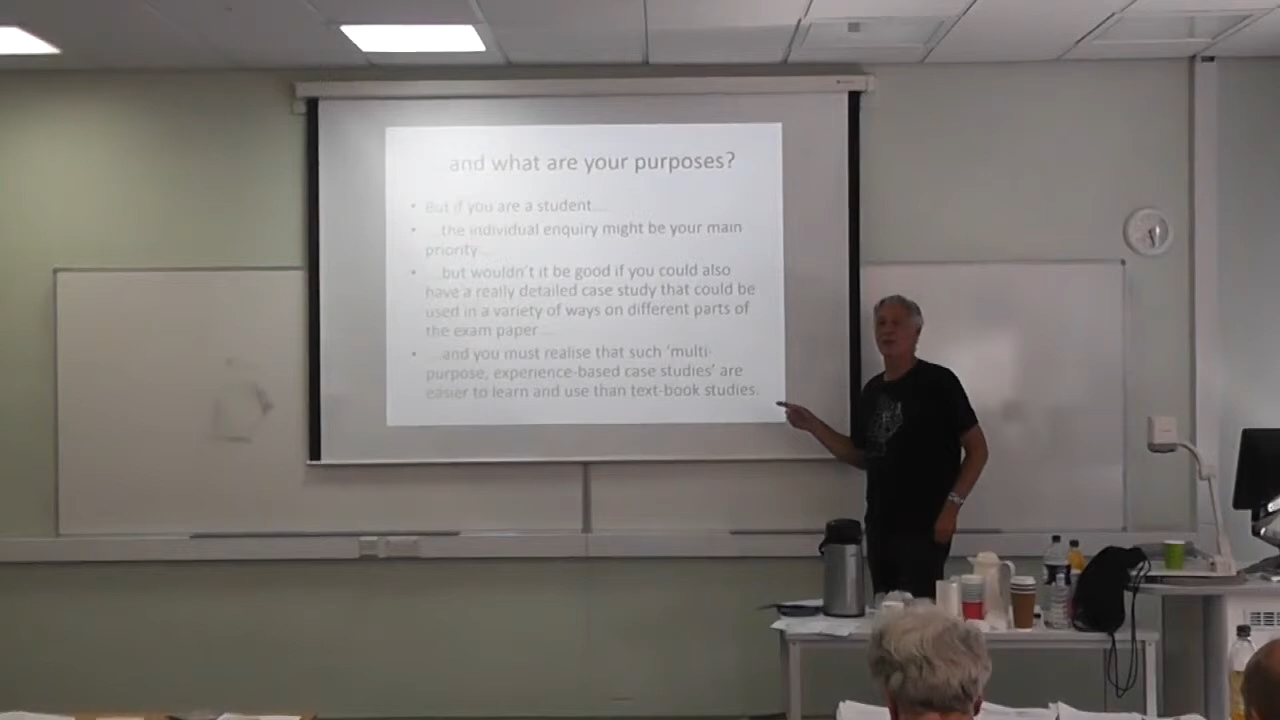 and what are your purposes?
• But if you are a student....
• ...the individual enquiry might be your main
priority...
• ...but wouldn't it be good if you could also
have a really detailed case study that could be
used in a variety of ways on different parts of
the exam paper...
• ...and you must realise that such 'multi-
purpose, experience-based case studies' are
easier to learn and use than text-book studies.